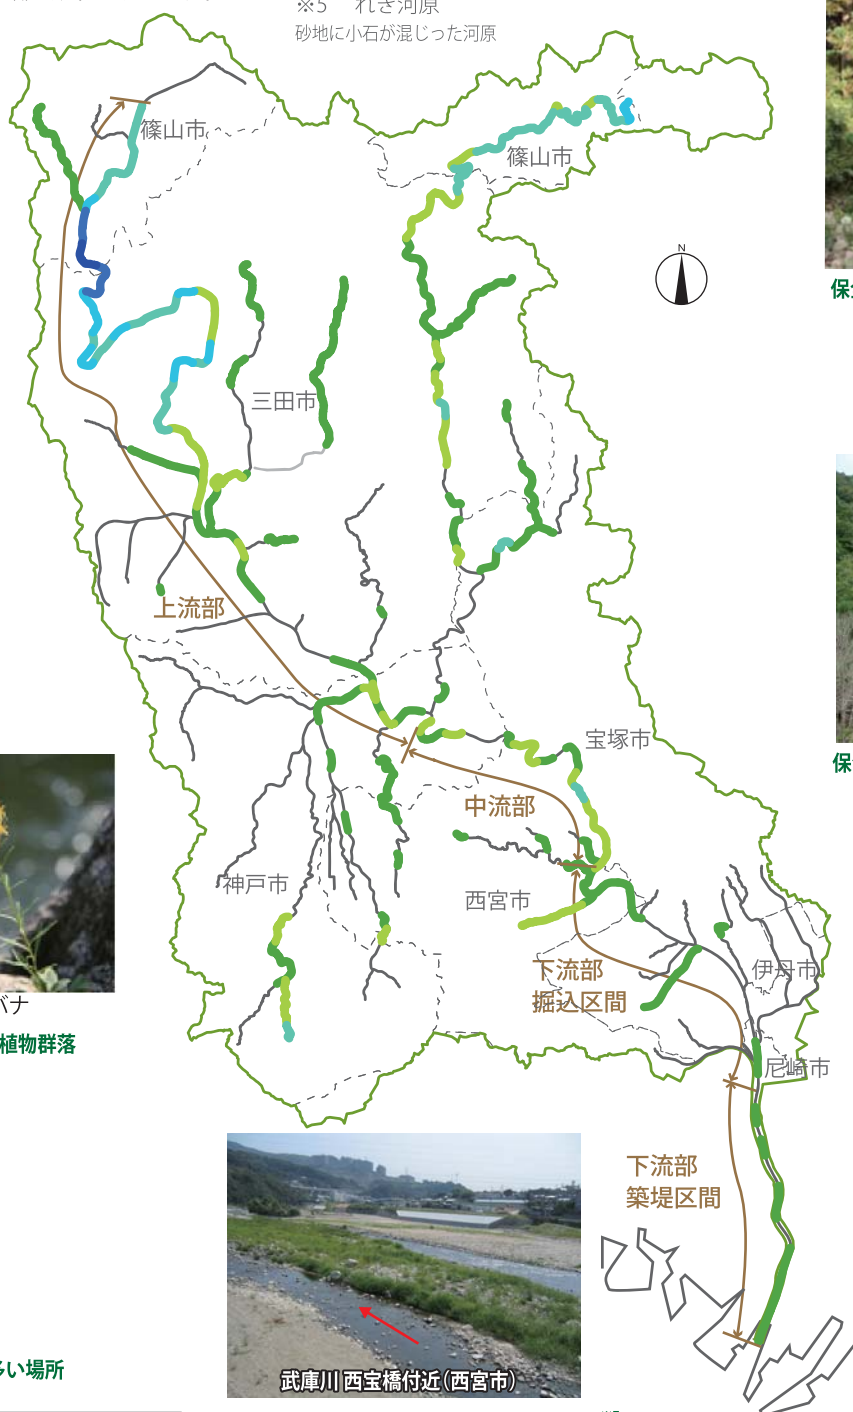 ※5 れき河原
砂地に小石が混じった河原
篠山市
篠山市
N
三田市
上流部
宝塚市
中流部
神戸市
西宮市
下流部
掘込区間
伊丹市
バナ
植物群落
尼崎市
下流部
築堤区間
多い場所
武庫川 西宝橋付近(西宮市)